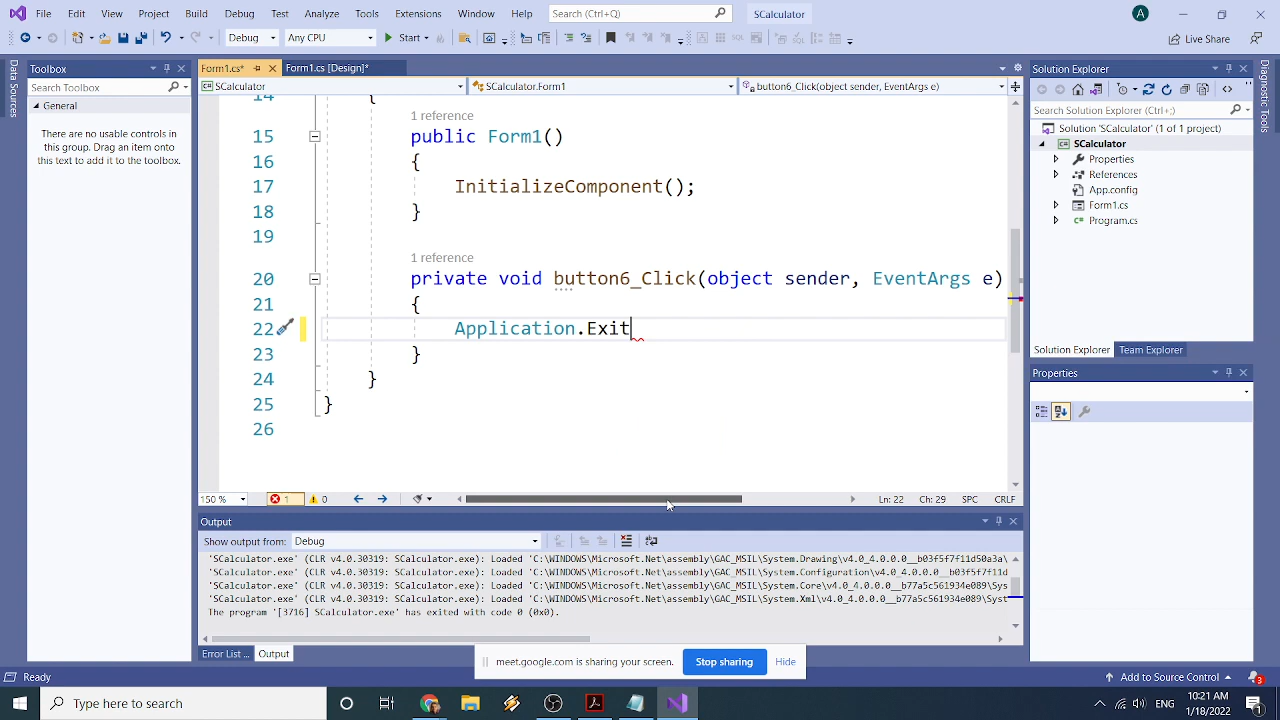 File Edit View Git Project Build Debug Test Analyze Tools Extensions Window Help Search (Ctrl+Q) SCalculator A
Debug Any CPU Start Live Share
Data Sources
Toolbox
Search Toolbox
General
There are no usable controls in
this group. Drag an item onto
this text to add it to the toolbox.
Form1.cs* Form1.cs [Design]*
SCalculator SCalculator.Form1 button6_Click(object sender, EventArgs e)
14 {
1 reference
15 public Form1()
16 {
17 InitializeComponent();
18 }
19
1 reference
20 private void button6_Click(object sender, EventArgs e)
21 {
22 Application.Exit
23 }
24 }
25 }
26
150 % 1 0 Ln: 22 Ch: 29 SPC CRLF
Output
Show output from: Debug
'SCalculator.exe' (CLR v4.0.30319: SCalculator.exe): Loaded 'C:\WINDOWS\Microsoft.Net\assembly\GAC_MSIL\System.Drawing\v4.0_4.0.0.0__b03f5f7f11d50a3a\
'SCalculator.exe' (CLR v4.0.30319: SCalculator.exe): Loaded 'C:\WINDOWS\Microsoft.Net\assembly\GAC_MSIL\System.Configuration\v4.0_4.0.0.0__b03f5f7f11d
'SCalculator.exe' (CLR v4.0.30319: SCalculator.exe): Loaded 'C:\WINDOWS\Microsoft.Net\assembly\GAC_MSIL\System.Core\v4.0_4.0.0.0__b77a5c561934e089\Sys
'SCalculator.exe' (CLR v4.0.30319: SCalculator.exe): Loaded 'C:\WINDOWS\Microsoft.Net\assembly\GAC_MSIL\System.Xml\v4.0_4.0.0.0__b77a5c561934e089\Syst
The program '[3716] SCalculator.exe' has exited with code 0 (0x0).
Error List ... Output
Solution Explorer
Search Solution Explorer (Ctrl+;)
Solution 'SCalculator' (1 of 1 project)
SCalculator
Properties
References
App.config
Form1.cs
Program.cs
Solution Explorer Team Explorer
Properties
Diagnostic Tools
meet.google.com is sharing your screen. Stop sharing Hide
Ready Add to Source Control 3
Type here to search ENG 10:21 AM
1/18/2022